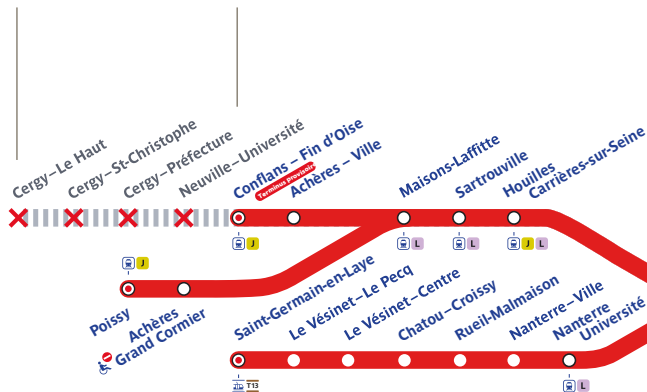 Cergy–Le Haut
Cergy–St-Christophe
Cergy–Préfecture
Neuville–Université
Conflans – Fin d'Oise
Terminus provisoire
Achères – Ville
Maisons-Laffitte
Sartrouville
Houilles
Carrières-sur-Seine
J
L
L
J L
J
Poissy
Achères
Grand Cormier
Saint-Germain-en-Laye
Le Vésinet–Le Pecq
Le Vésinet–Centre
Chatou–Croissy
Rueil-Malmaison
Nanterre–Ville
Nanterre
Université
T13
L